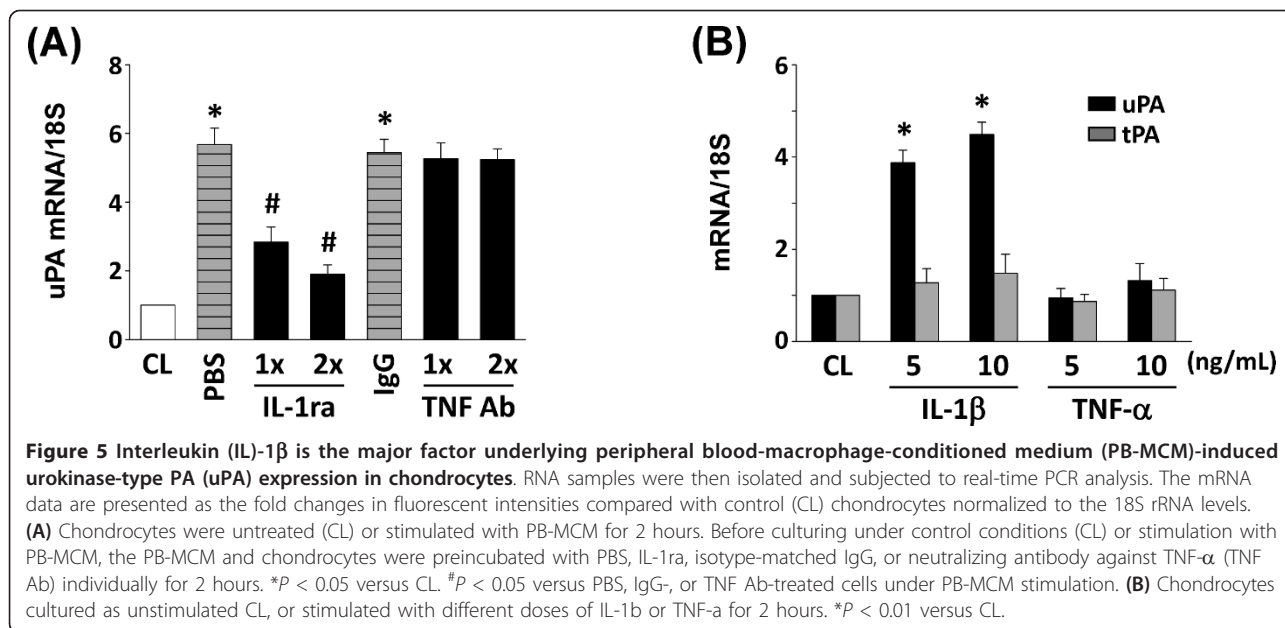 (A)
8
6
4
2
0
uPA mRNA/18S
*
#
#
*
CL
PBS
1x
2x
IgG
1x
2x
IL-1ra
TNF Ab
(B)
6
4
2
0
mRNA/18S
*
*
uPA
tPA
CL
5
10
5
10
(ng/mL)
IL-1β
TNF-α
Figure 5 Interleukin (IL)-1β is the major factor underlying peripheral blood-macrophage-conditioned medium (PB-MCM)-induced
urokinase-type PA (uPA) expression in chondrocytes. RNA samples were then isolated and subjected to real-time PCR analysis. The mRNA
data are presented as the fold changes in fluorescent intensities compared with control (CL) chondrocytes normalized to the 18S rRNA levels.
(A) Chondrocytes were untreated (CL) or stimulated with PB-MCM for 2 hours. Before culturing under control conditions (CL) or stimulation with
PB-MCM, the PB-MCM and chondrocytes were preincubated with PBS, IL-1ra, isotype-matched IgG, or neutralizing antibody against TNF-α (TNF
Ab) individually for 2 hours. *P < 0.05 versus CL. #P < 0.05 versus PBS, IgG-, or TNF Ab-treated cells under PB-MCM stimulation. (B) Chondrocytes
cultured as unstimulated CL, or stimulated with different doses of IL-1b or TNF-a for 2 hours. *P < 0.01 versus CL.